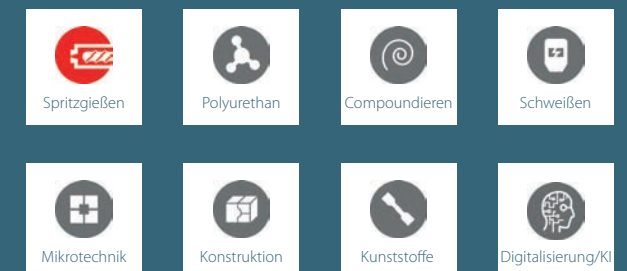 Spritzgießen
Polyurethan
Compoundieren
Schweißen
Mikrotechnik
Konstruktion
Kunststoffe
Digitalisierung/KI